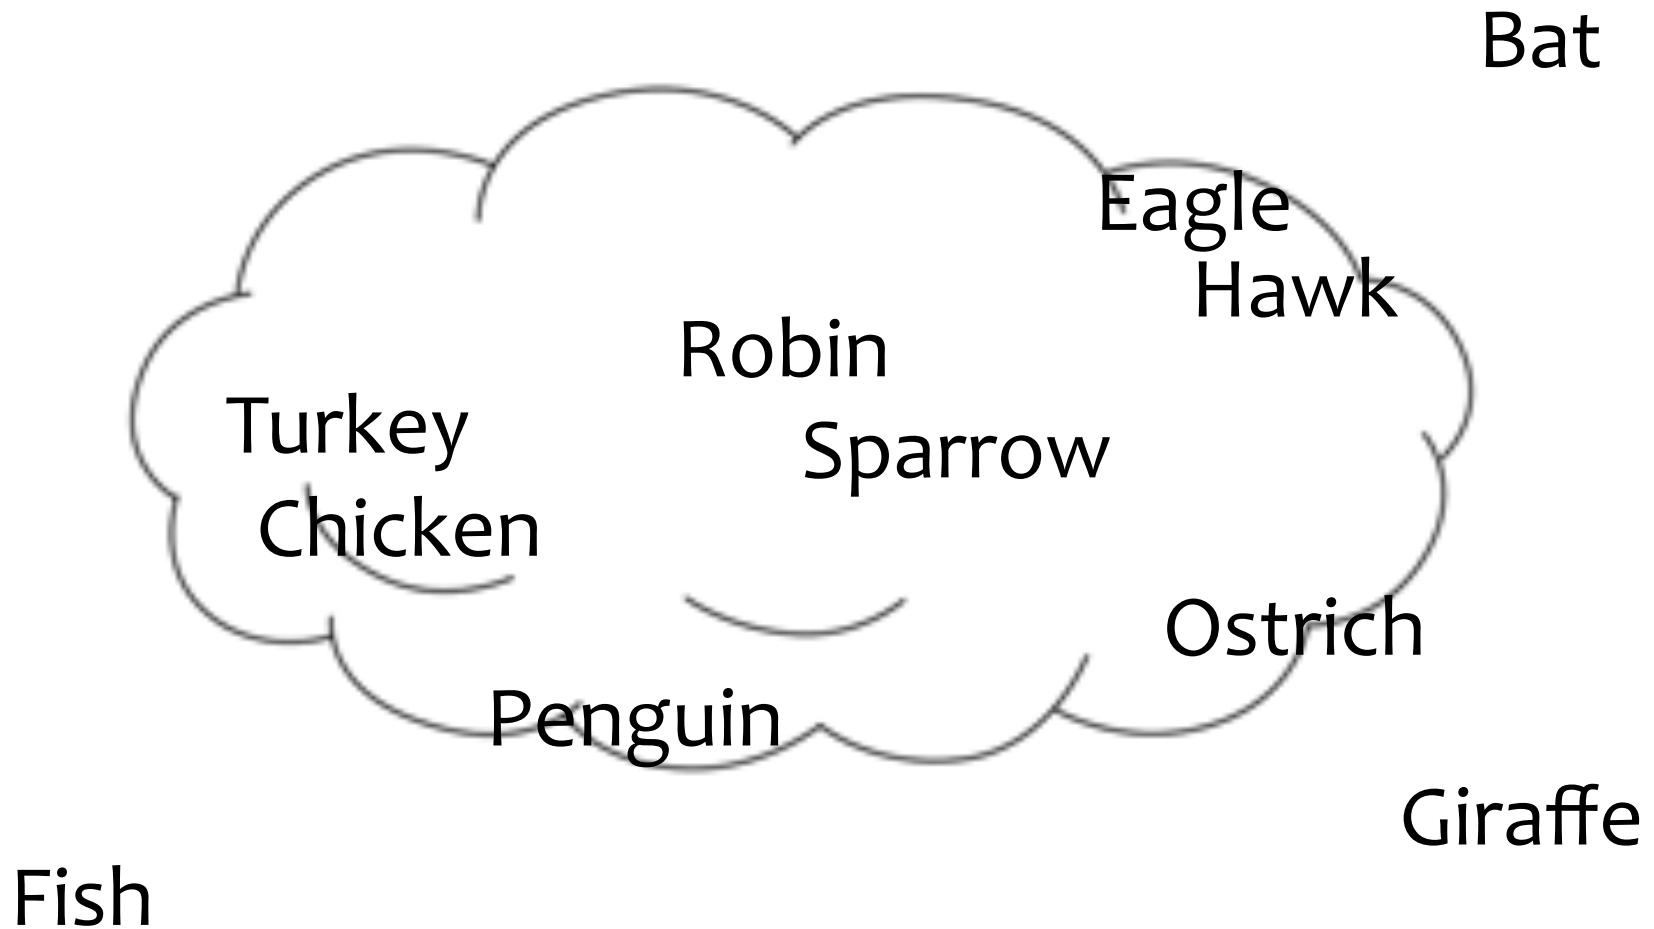 Bat
Eagle
Hawk
Robin
Turkey
Sparrow
Chicken
Ostrich
Penguin
Giraffe
Fish